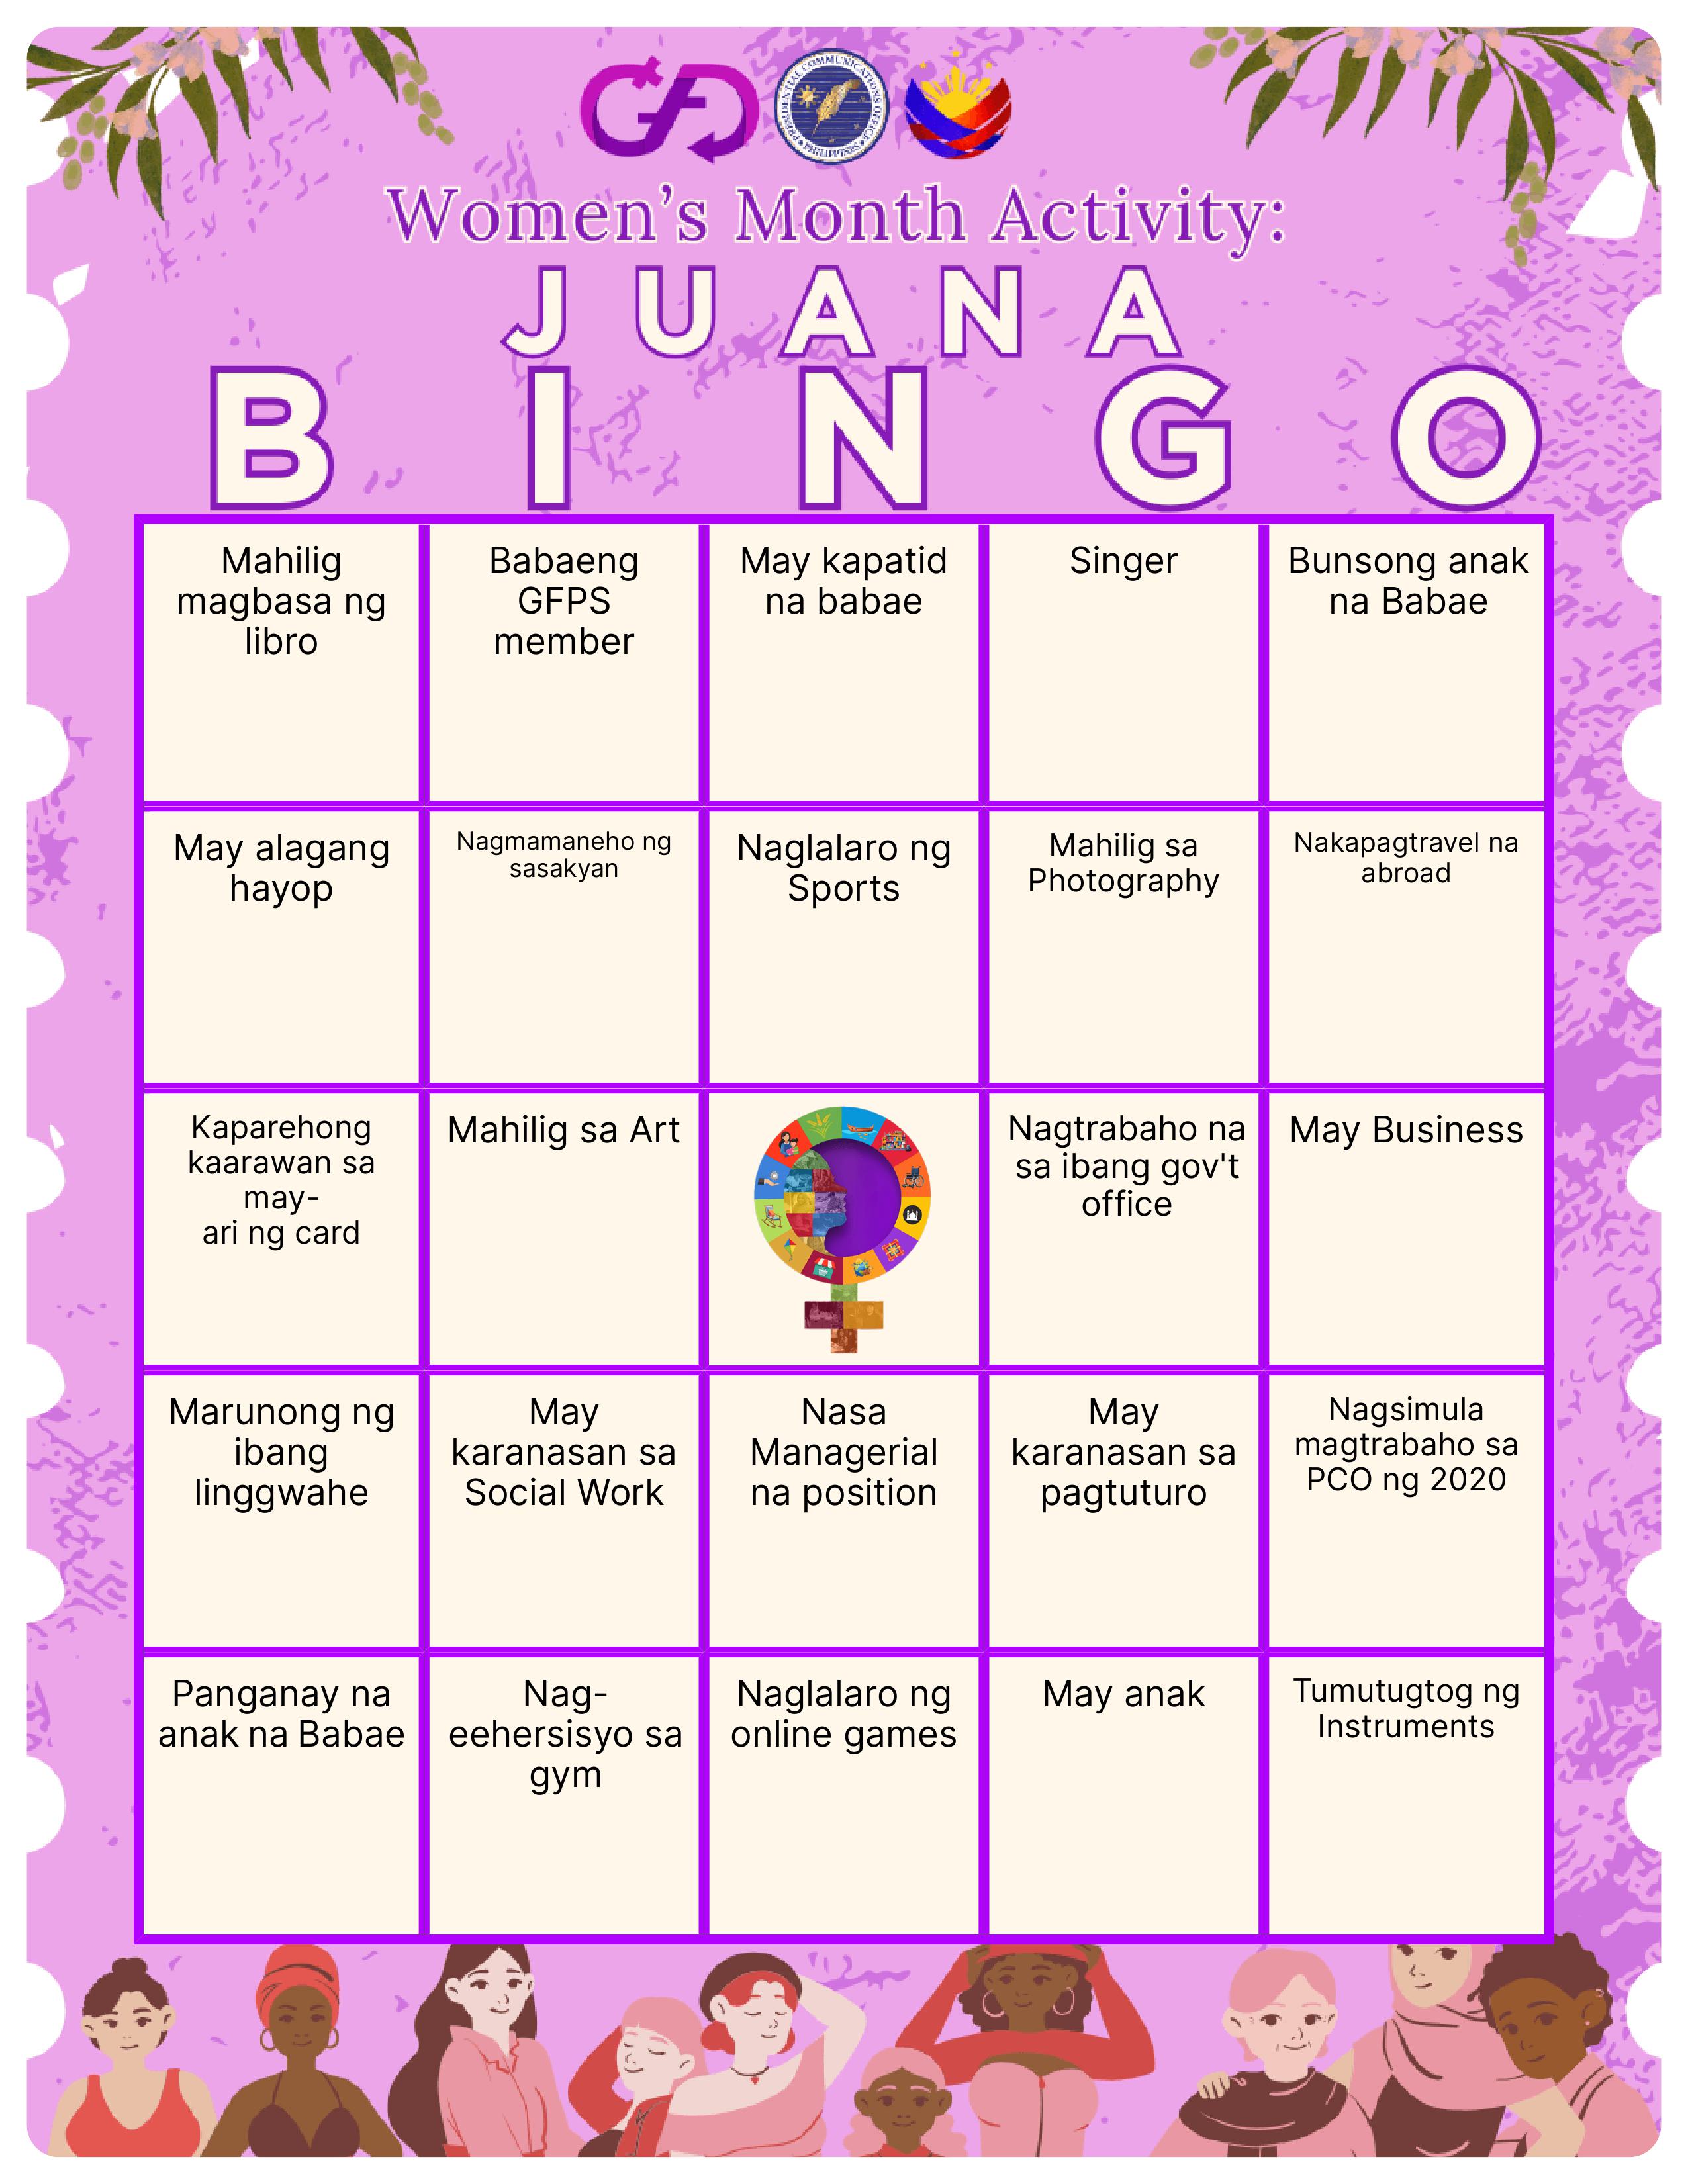 GFD
PRESIDENTIAL COMMUNICATIONS OFFICE
PHILIPPINES
Women's Month Activity:
JUANA
BINGO
Mahilig
magbasa ng
libro
Babaeng
GFPS
member
May kapatid
na babae
Singer
Bunsong anak
na Babae
May alagang
hayop
Nagmamaneho ng
sasakyan
Naglalaro ng
Sports
Mahilig sa
Photography
Nakapagtravel na
abroad
Kaparehong
kaarawan sa
may-
ari ng card
Mahilig sa Art
Nagtrabaho na
sa ibang gov't
office
May Business
Marunong ng
ibang
linggwahe
May
karanasan sa
Social Work
Nasa
Managerial
na position
May
karanasan sa
pagtuturo
Nagsimula
magtrabaho sa
PCO ng 2020
Panganay na
anak na Babae
Nag-
eehersisyo sa
gym
Naglalaro ng
online games
May anak
Tumutugtog ng
Instruments